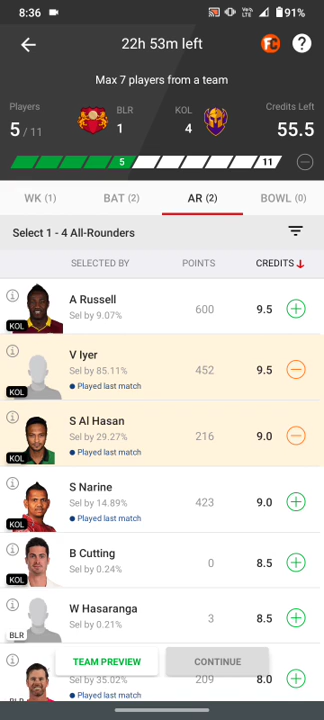 8:36
VoWi
LTE
91%
22h 53m left
FC
?
Max 7 players from a team
Players
5 / 11
BLR
1
KOL
4
Credits Left
55.5
5
11
WK (1)
BAT (2)
AR (2)
BOWL (0)
Select 1 - 4 All-Rounders
SELECTED BY
POINTS
CREDITS
A Russell
Sel by 9.07%
KOL
600
9.5
V Iyer
Sel by 85.11%
Played last match
KOL
452
9.5
S Al Hasan
Sel by 29.27%
Played last match
KOL
216
9.0
S Narine
Sel by 14.89%
Played last match
KOL
423
9.0
B Cutting
Sel by 0.24%
KOL
0
8.5
W Hasaranga
Sel by 0.21%
BLR
3
8.5
TEAM PREVIEW
CONTINUE
Sel by 35.02%
Played last match
BLR
209
8.0